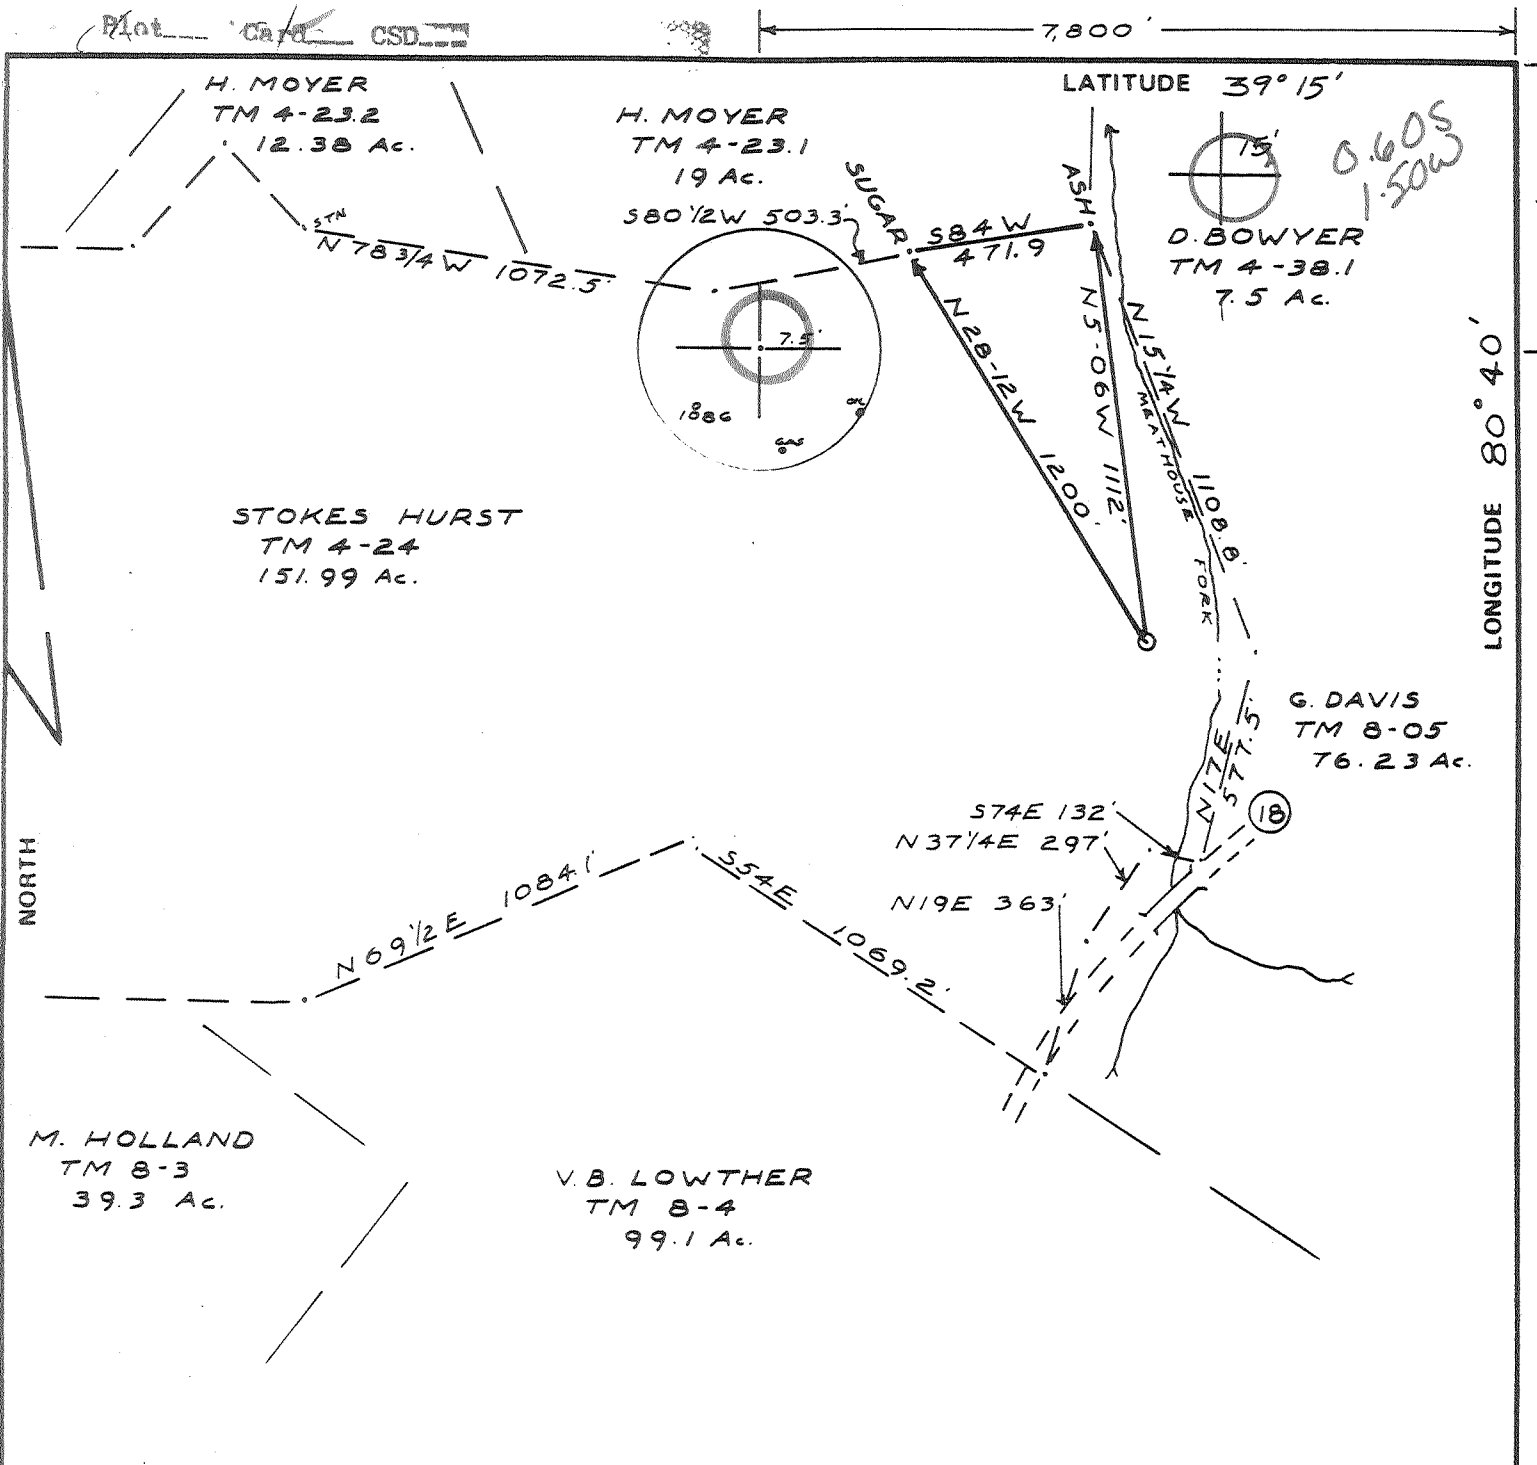 Plot Card CSD
7,800'
LATITUDE 39° 15'
H. MOYER
TM 4-23.2
12.38 Ac.
H. MOYER
TM 4-23.1
19 Ac.
15'
0.60S
1.50W
SUGAR
ASH
S80 1/2W 503.3'
S84W
471.9
D. BOWYER
TM 4-38.1
7.5 Ac.
STN
N 78 3/4 W 1072.5'
7.5'
1886
GAS
N28-12W 1200'
N5-06W 1112'
N 15 1/4 W 1108.8'
MEATHOUSE FORK
LONGITUDE 80° 40'
STOKES HURST
TM 4-24
151.99 Ac.
G. DAVIS
TM 8-05
76.23 Ac.
N17E
577.5'
18
S74E 132'
N37 1/4E 297'
N19E 363'
NORTH
N 69 1/2 E 1084.1'
S54E 1069.2'
M. HOLLAND
TM 8-3
39.3 Ac.
V. B. LOWTHER
TM 8-4
99.1 Ac.